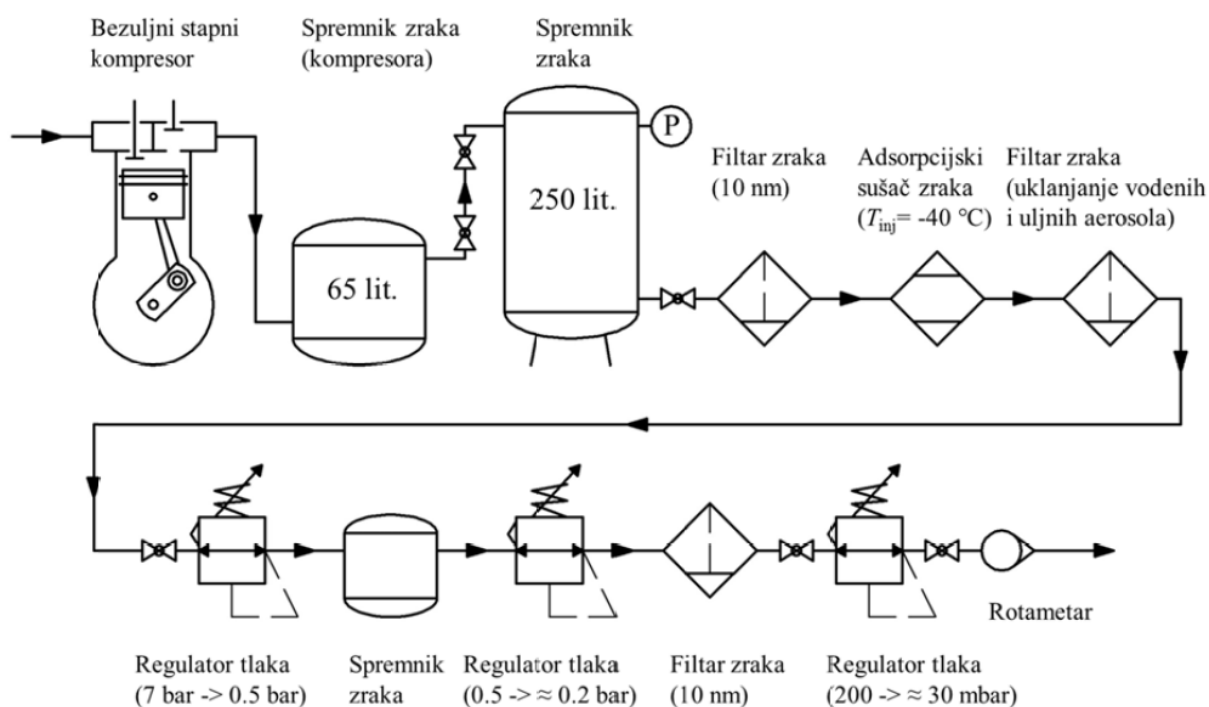 Bezuljni stapni
kompresor
Spremnik zraka
(kompresora)
Spremnik
zraka
P
250 lit.
65 lit.
Filtar zraka
(10 nm)
Adsorpcijski
sušač zraka
(Tinj= -40 °C)
Filtar zraka
(uklanjanje vodenih
i uljnih aerosola)
Rotametar
Regulator tlaka
(7 bar -> 0.5 bar)
Spremnik
zraka
Regulator tlaka
(0.5 -> ≈ 0.2 bar)
Filtar zraka
(10 nm)
Regulator tlaka
(200 -> ≈ 30 mbar)